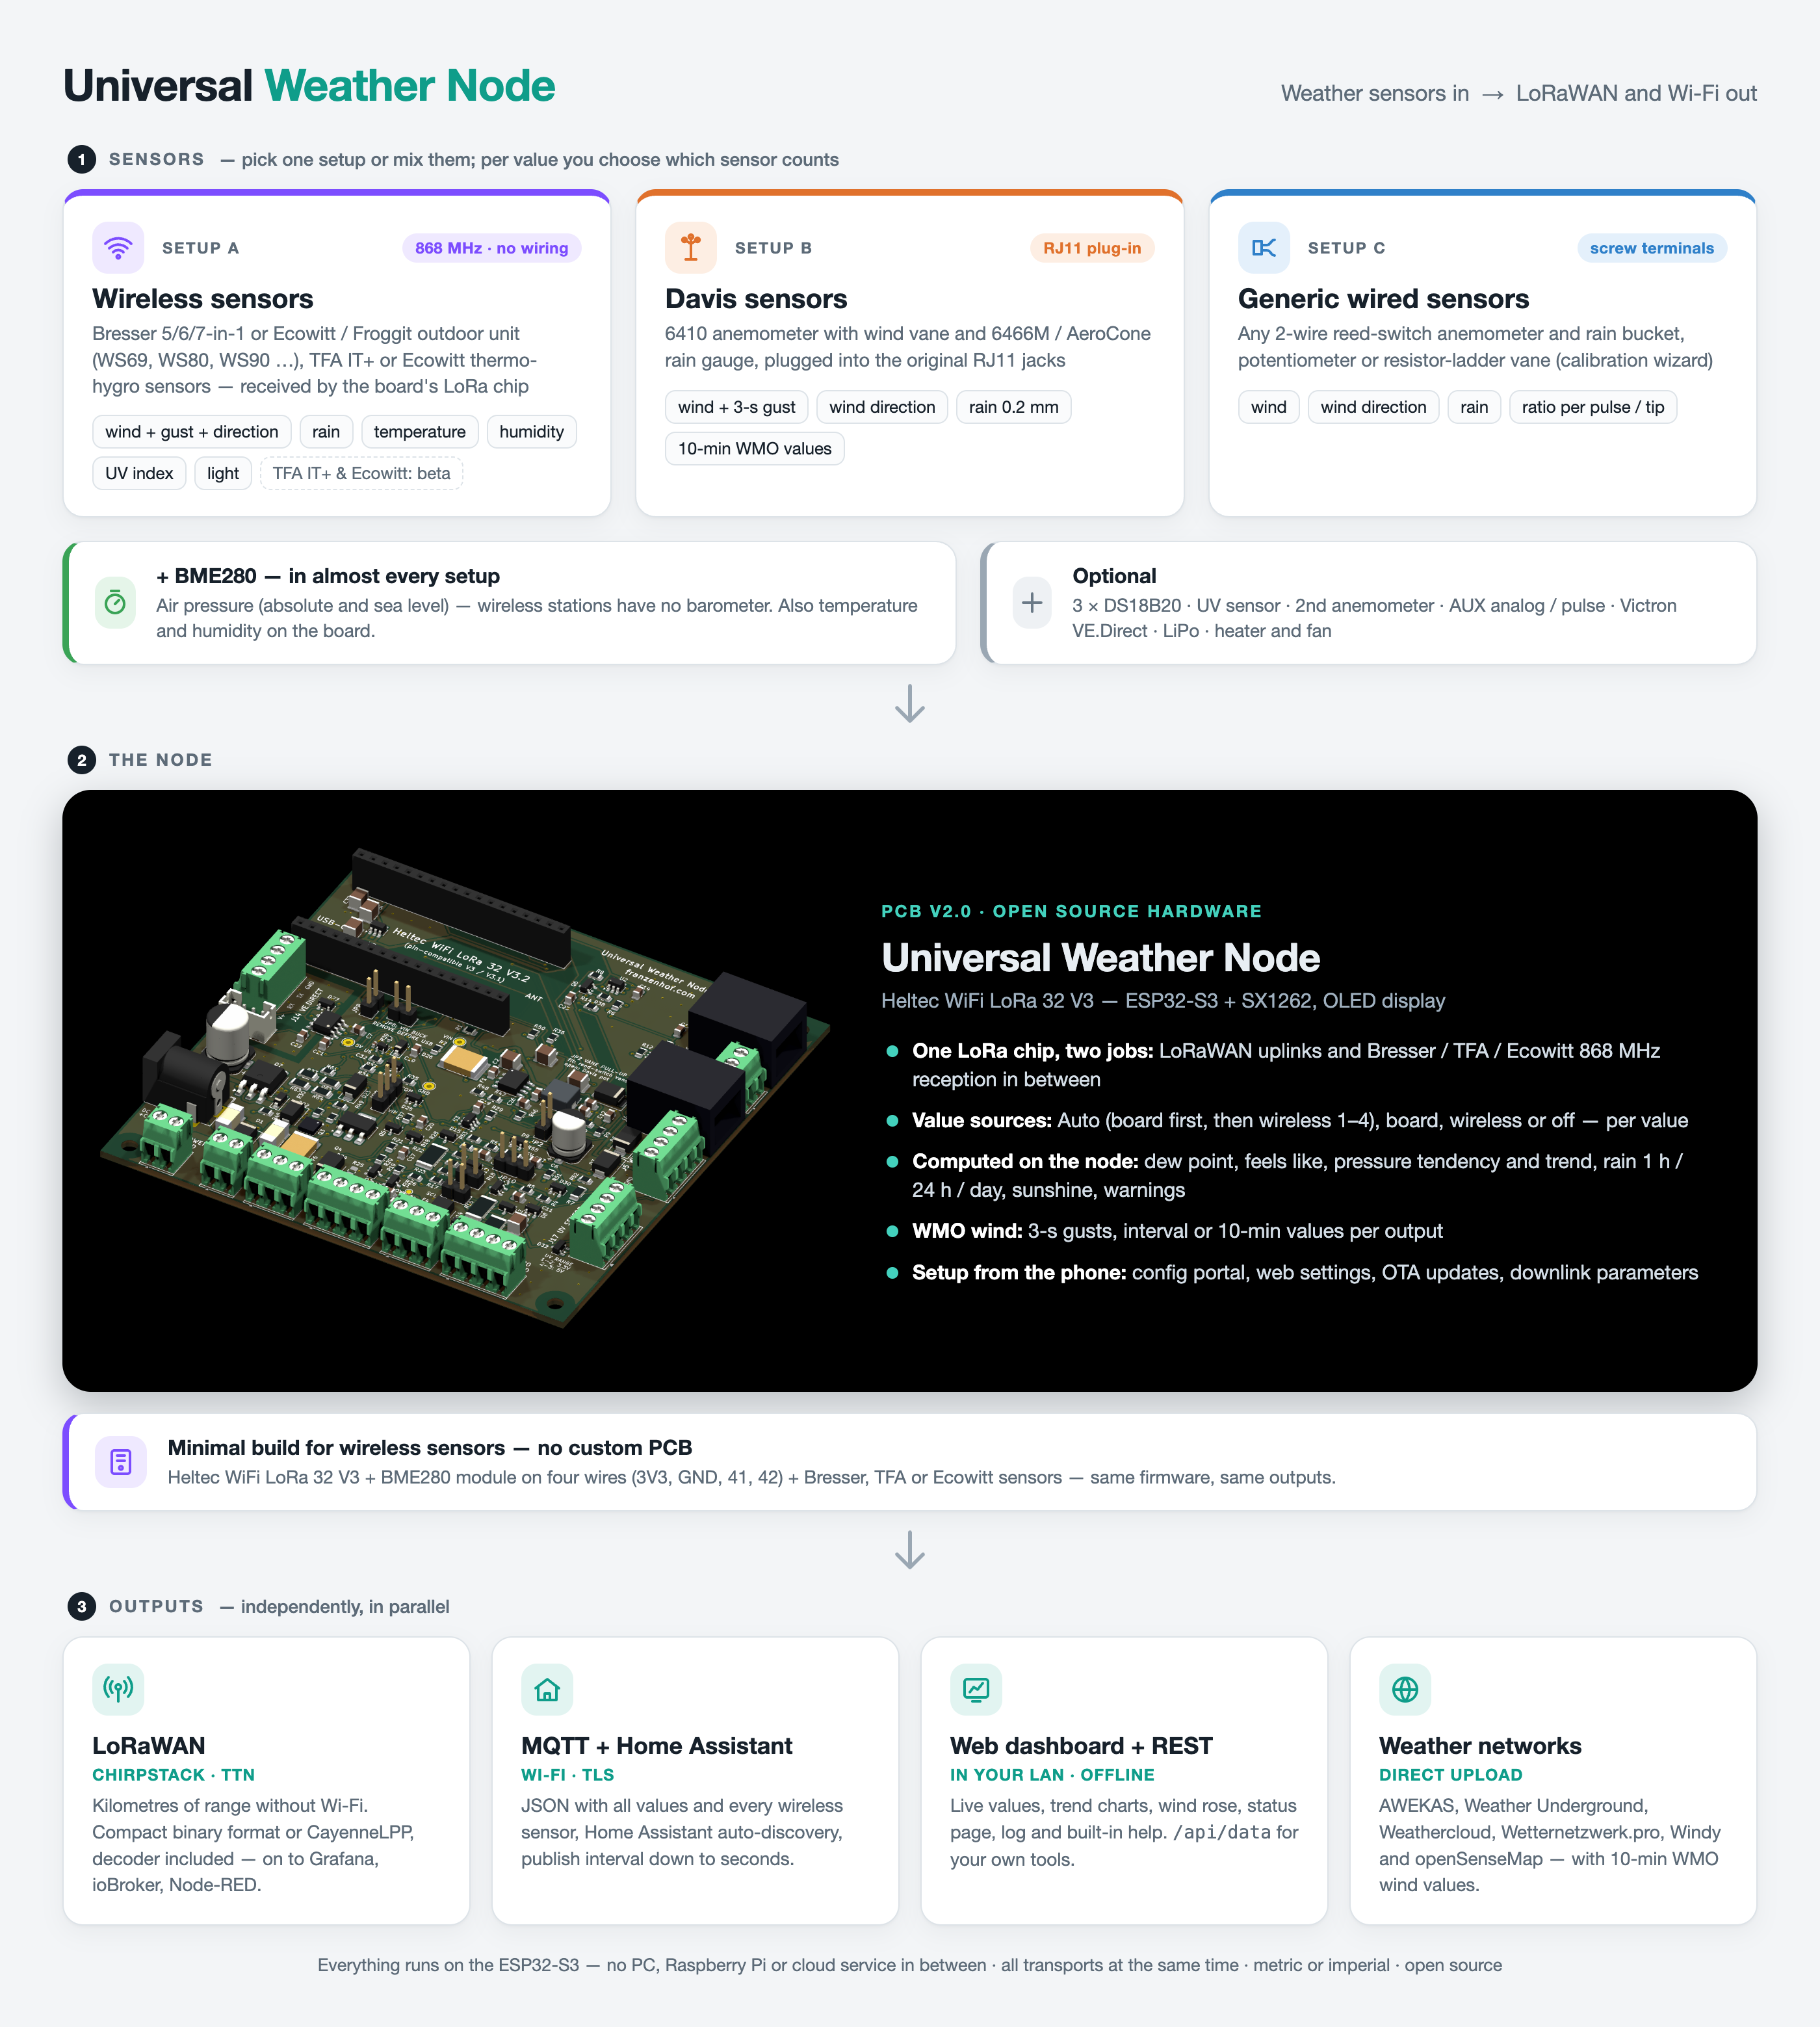 Universal Weather Node
Weather sensors in → LoRaWAN and Wi-Fi out
1 SENSORS — pick one setup or mix them; per value you choose which sensor counts
SETUP A
868 MHz · no wiring
Wireless sensors
Bresser 5/6/7-in-1 or Ecowitt / Froggit outdoor unit
(WS69, WS80, WS90 …), TFA IT+ or Ecowitt thermo-
hygro sensors — received by the board's LoRa chip
wind + gust + direction
rain
temperature
humidity
UV index
light
TFA IT+ & Ecowitt: beta
SETUP B
RJ11 plug-in
Davis sensors
6410 anemometer with wind vane and 6466M / AeroCone
rain gauge, plugged into the original RJ11 jacks
wind + 3-s gust
wind direction
rain 0.2 mm
10-min WMO values
SETUP C
screw terminals
Generic wired sensors
Any 2-wire reed-switch anemometer and rain bucket,
potentiometer or resistor-ladder vane (calibration wizard)
wind
wind direction
rain
ratio per pulse / tip
+ BME280 — in almost every setup
Air pressure (absolute and sea level) — wireless stations have no barometer. Also temperature
and humidity on the board.
Optional
3 × DS18B20 · UV sensor · 2nd anemometer · AUX analog / pulse · Victron
VE.Direct · LiPo · heater and fan
2 THE NODE
Heltec WiFi LoRa 32 V3.2
(pin-compatible V3 / V3.1)
ANT
Universal Weather Node
franzenhof.com
PCB V2.0 · OPEN SOURCE HARDWARE
Universal Weather Node
Heltec WiFi LoRa 32 V3 — ESP32-S3 + SX1262, OLED display
One LoRa chip, two jobs: LoRaWAN uplinks and Bresser / TFA / Ecowitt 868 MHz
reception in between
Value sources: Auto (board first, then wireless 1–4), board, wireless or off — per value
Computed on the node: dew point, feels like, pressure tendency and trend, rain 1 h /
24 h / day, sunshine, warnings
WMO wind: 3-s gusts, interval or 10-min values per output
Setup from the phone: config portal, web settings, OTA updates, downlink parameters
Minimal build for wireless sensors — no custom PCB
Heltec WiFi LoRa 32 V3 + BME280 module on four wires (3V3, GND, 41, 42) + Bresser, TFA or Ecowitt sensors — same firmware, same outputs.
3 OUTPUTS — independently, in parallel
LoRaWAN
CHIRPSTACK · TTN
Kilometres of range without Wi-Fi.
Compact binary format or CayenneLPP,
decoder included — on to Grafana,
ioBroker, Node-RED.
MQTT + Home Assistant
WI-FI · TLS
JSON with all values and every wireless
sensor, Home Assistant auto-discovery,
publish interval down to seconds.
Web dashboard + REST
IN YOUR LAN · OFFLINE
Live values, trend charts, wind rose, status
page, log and built-in help. /api/data for
your own tools.
Weather networks
DIRECT UPLOAD
AWEKAS, Weather Underground,
Weathercloud, Wetternetzwerk.pro, Windy
and openSenseMap — with 10-min WMO
wind values.
Everything runs on the ESP32-S3 — no PC, Raspberry Pi or cloud service in between · all transports at the same time · metric or imperial · open source